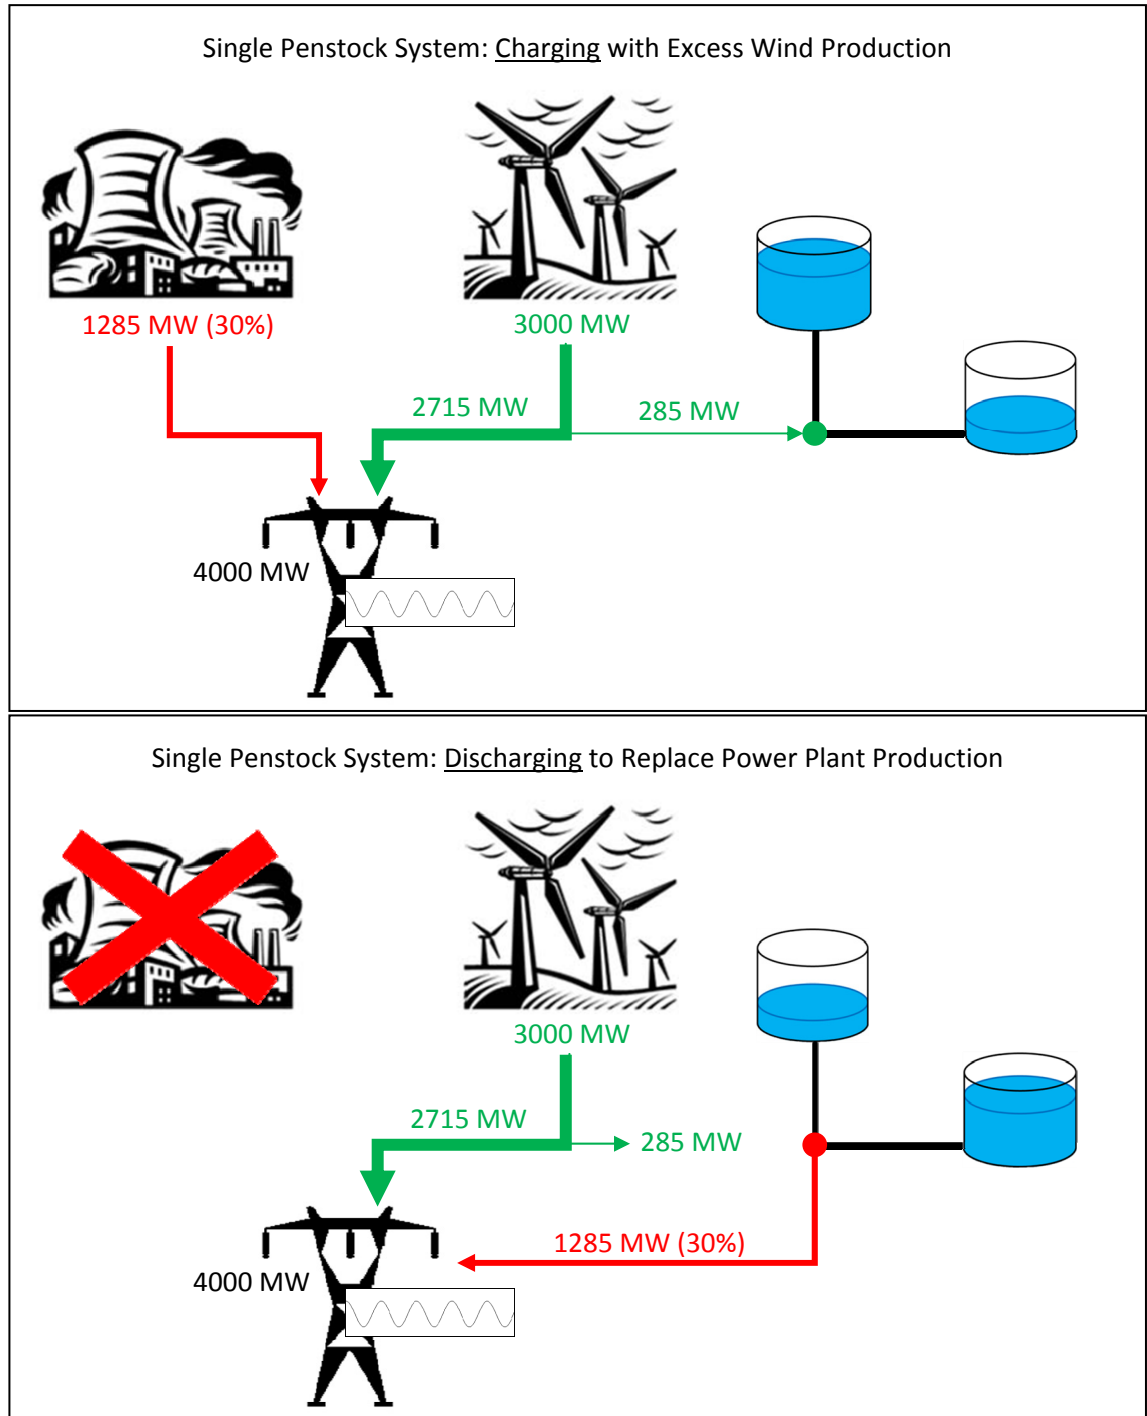 Single Penstock System: Charging with Excess Wind Production
1285 MW (30%)
3000 MW
2715 MW
285 MW
4000 MW
Single Penstock System: Discharging to Replace Power Plant Production
3000 MW
2715 MW
285 MW
1285 MW (30%)
4000 MW